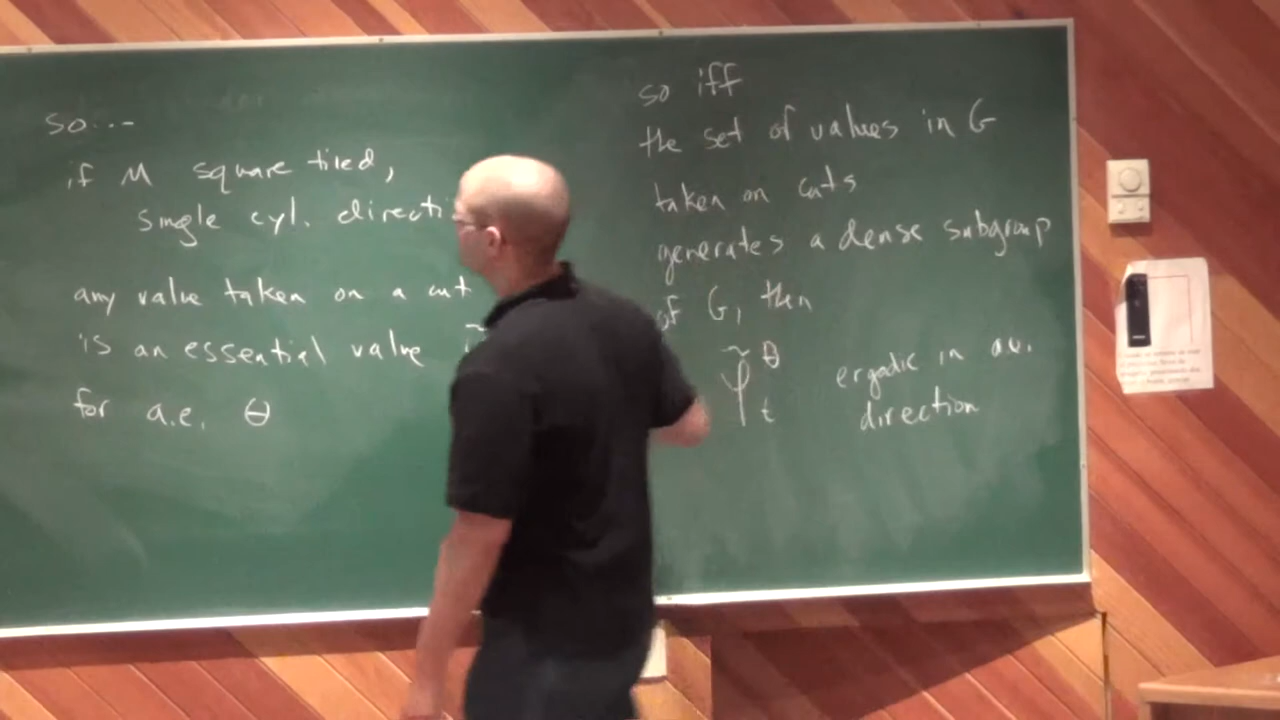 so...
if M square tiled,
single cyl. directi
any value taken on a cut
is an essential value
for a.e. θ
so iff
the set of values in G
taken on cuts
generates a dense subgroup
of G, then
φ̃ θ t ergodic in a.e.
direction